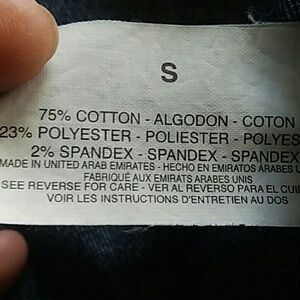 S
75% COTTON - ALGODON - COTON
23% POLYESTER - POLIESTER - POLYES
2% SPANDEX - SPANDEX - SPANDEX
MADE IN UNITED ARAB EMIRATES - HECHO EN EMIRATOS ARABES U
FABRIQUÉ AUX EMIRATS ARABES UNIS
SEE REVERSE FOR CARE - VER AL REVERSO PARA EL CUI
VOIR LES INSTRUCTIONS D'ENTRETIEN AU DOS